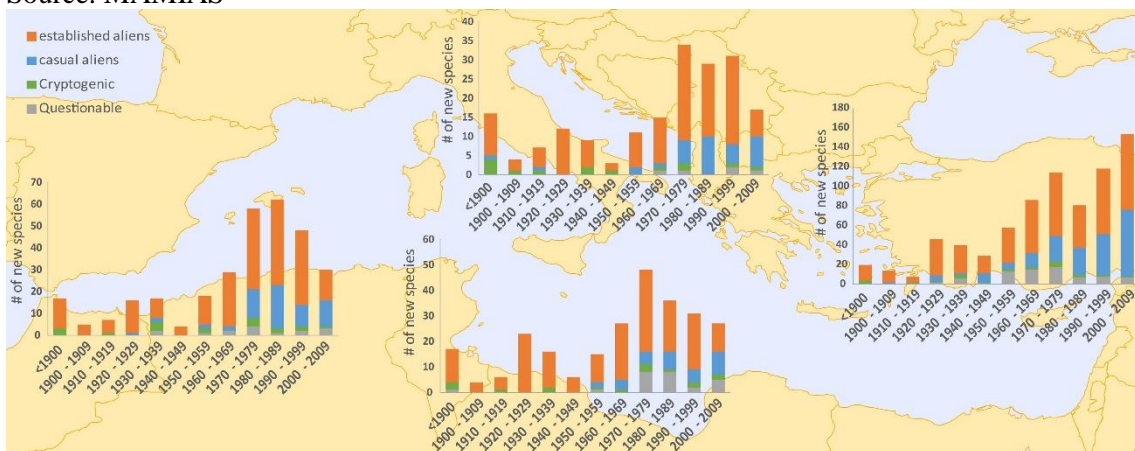 Source: MAMIAS
established aliens
casual aliens
Cryptogenic
Questionable
# of new species
40
35
30
25
20
15
10
5
0
<1900
1900 - 1909
1910 - 1919
1920 - 1929
1930 - 1939
1940 - 1949
1950 - 1959
1960 - 1969
1970 - 1979
1980 - 1989
1990 - 1999
2000 - 2009
# of new species
180
160
140
120
100
80
60
40
20
0
<1900
1900 - 1909
1910 - 1919
1920 - 1929
1930 - 1939
1940 - 1949
1950 - 1959
1960 - 1969
1970 - 1979
1980 - 1989
1990 - 1999
2000 - 2009
# of new species
70
60
50
40
30
20
10
0
<1900
1900 - 1909
1910 - 1919
1920 - 1929
1930 - 1939
1940 - 1949
1950 - 1959
1960 - 1969
1970 - 1979
1980 - 1989
1990 - 1999
2000 - 2009
# of new species
60
50
40
30
20
10
0
<1900
1900 - 1909
1910 - 1919
1920 - 1929
1930 - 1939
1940 - 1949
1950 - 1959
1960 - 1969
1970 - 1979
1980 - 1989
1990 - 1999
2000 - 2009